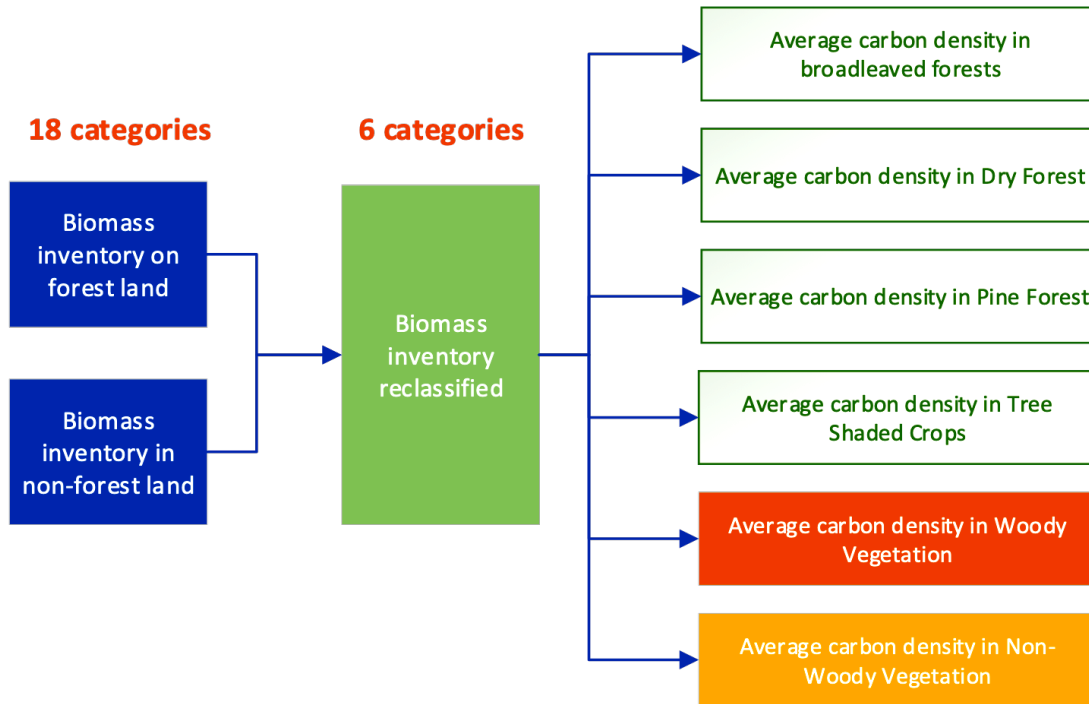 18 categories
Biomass
inventory on
forest land
Biomass
inventory in
non-forest land
6 categories
Biomass
inventory
reclassified
Average carbon density in
broadleaved forests
Average carbon density in Dry Forest
Average carbon density in Pine Forest
Average carbon density in Tree
Shaded Crops
Average carbon density in Woody
Vegetation
Average carbon density in Non-
Woody Vegetation